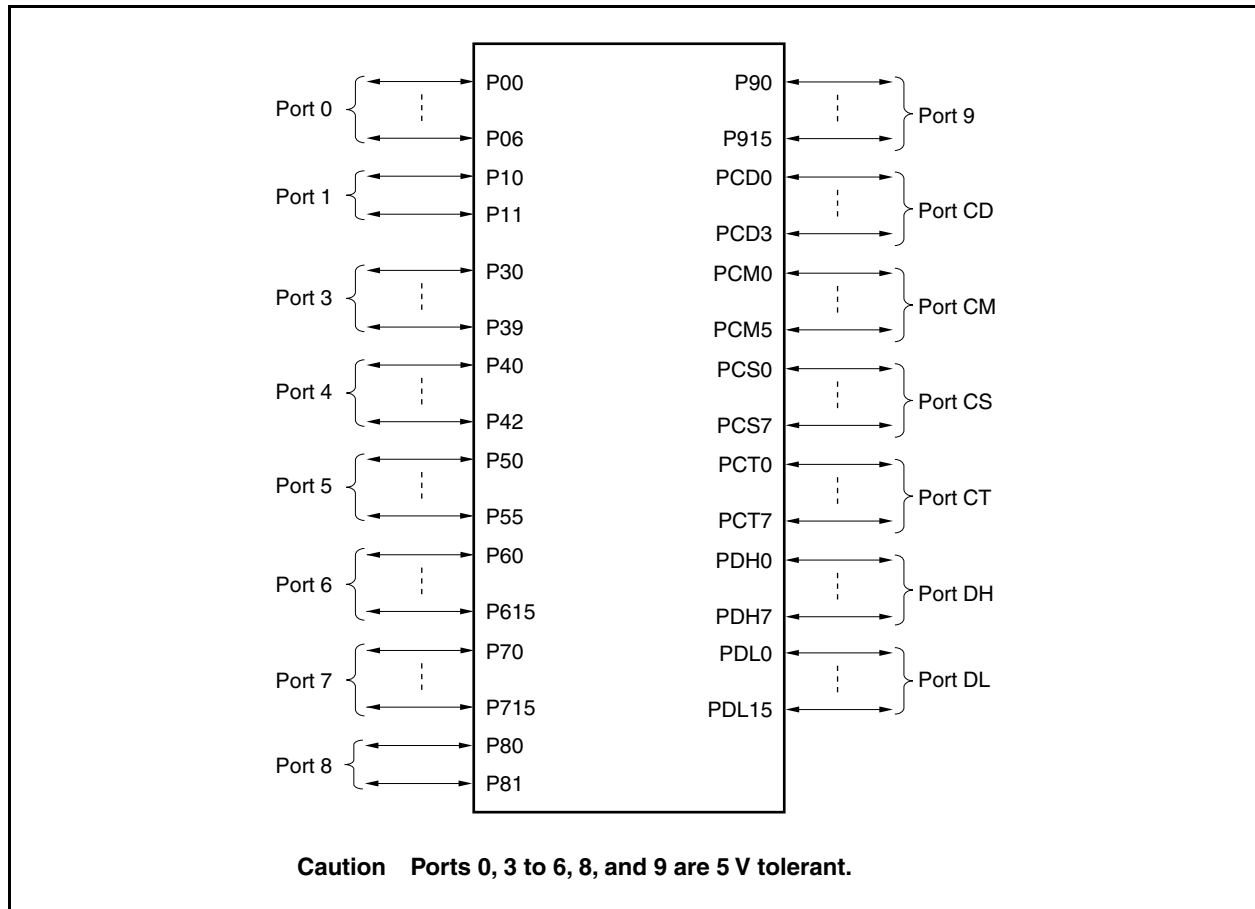 Port 0
P00
P06
Port 1
P10
P11
Port 3
P30
P39
Port 4
P40
P42
Port 5
P50
P55
Port 6
P60
P615
Port 7
P70
P715
Port 8
P80
P81
P90
P915
Port 9
PCD0
PCD3
Port CD
PCM0
PCM5
Port CM
PCS0
PCS7
Port CS
PCT0
PCT7
Port CT
PDH0
PDH7
Port DH
PDL0
PDL15
Port DL
Caution Ports 0, 3 to 6, 8, and 9 are 5 V tolerant.